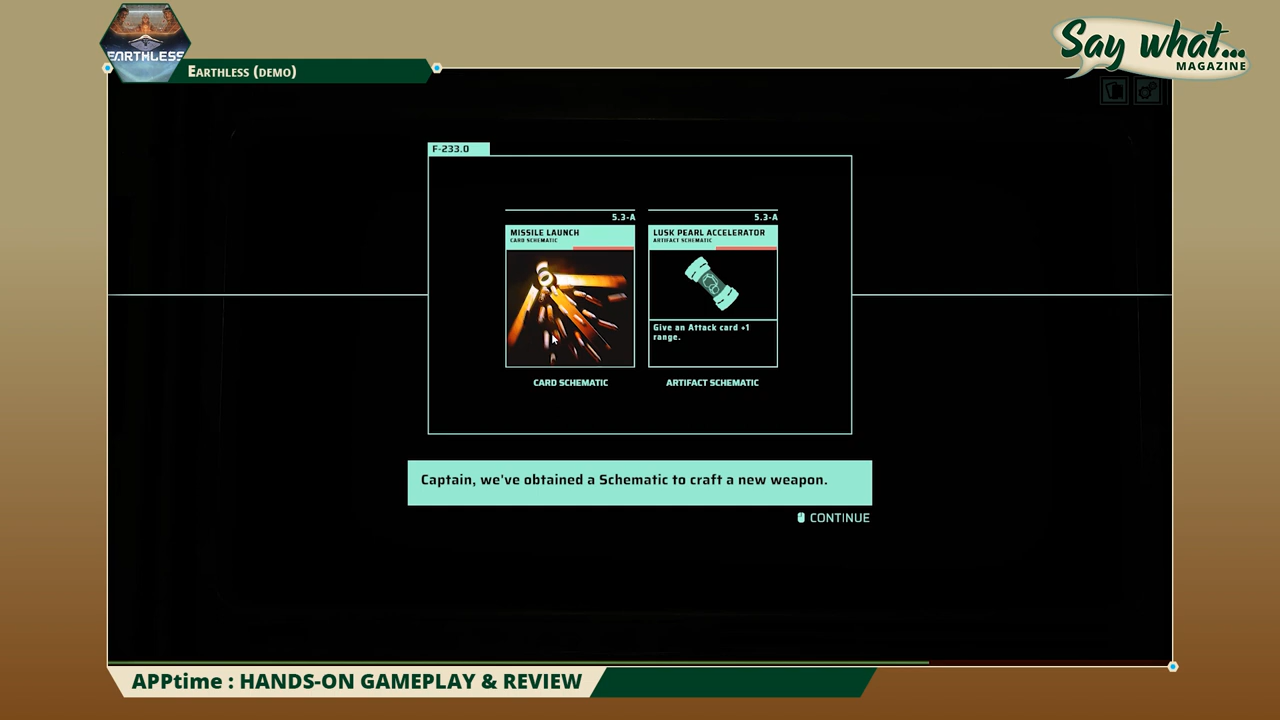 EARTHLESS
EARTHLESS (DEMO)
Say what...
MAGAZINE
F-233.0
5.3-A
MISSILE LAUNCH
CARD SCHEMATIC
CARD SCHEMATIC
5.3-A
LUSK PEARL ACCELERATOR
ARTIFACT SCHEMATIC
Give an Attack card +1
range.
ARTIFACT SCHEMATIC
Captain, we've obtained a Schematic to craft a new weapon.
CONTINUE
APPtime : HANDS-ON GAMEPLAY & REVIEW